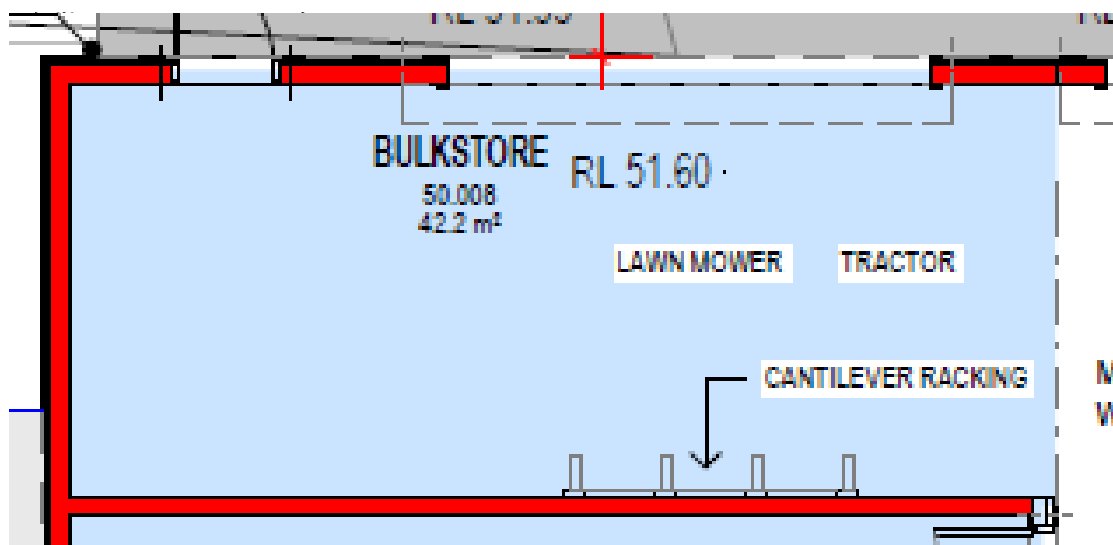 BULKSTORE
50.008
42.2 m²
RL 51.60
LAWN MOWER
TRACTOR
CANTILEVER RACKING
M
W